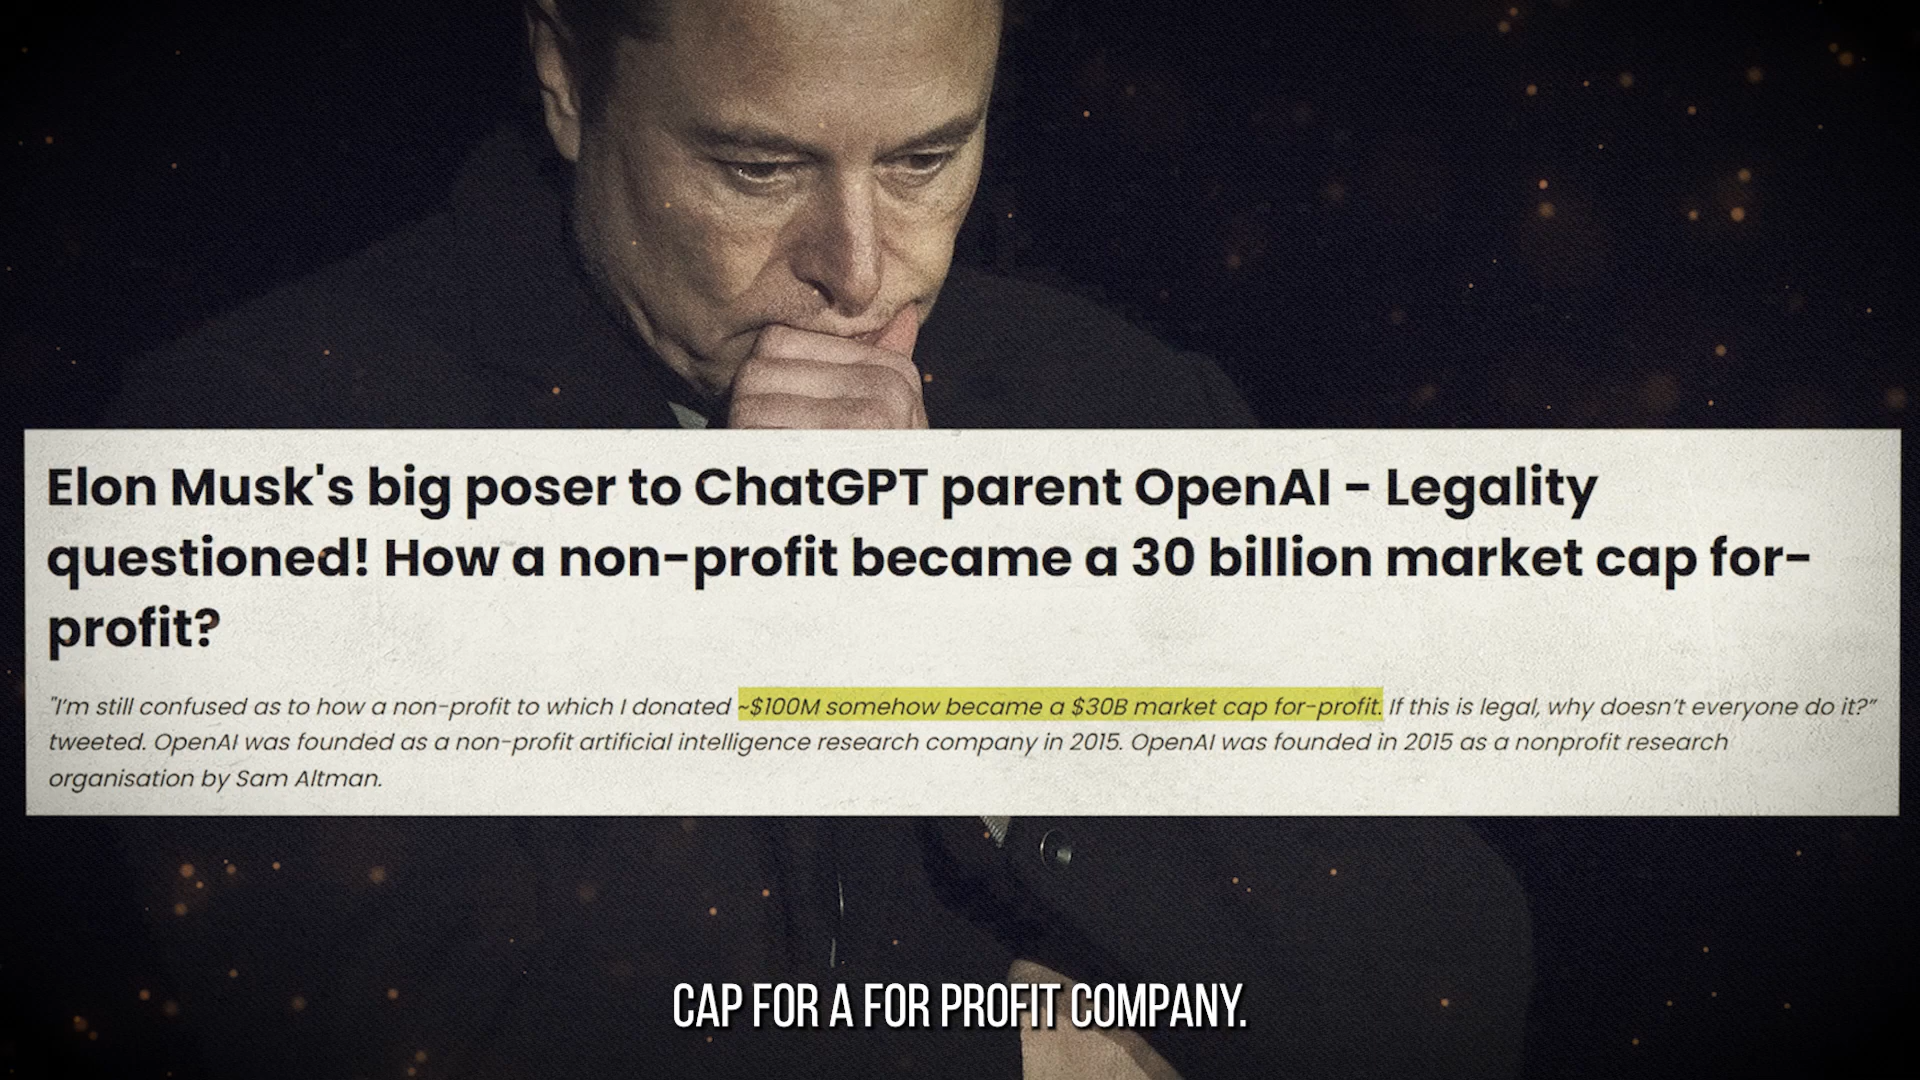 Elon Musk's big poser to ChatGPT parent OpenAI - Legality
questioned! How a non-profit became a 30 billion market cap for-
profit?
"I'm still confused as to how a non-profit to which I donated ~$100M somehow became a $30B market cap for-profit. If this is legal, why doesn't everyone do it?"
tweeted. OpenAI was founded as a non-profit artificial intelligence research company in 2015. OpenAI was founded in 2015 as a nonprofit research
organisation by Sam Altman.
CAP FOR A FOR PROFIT COMPANY.